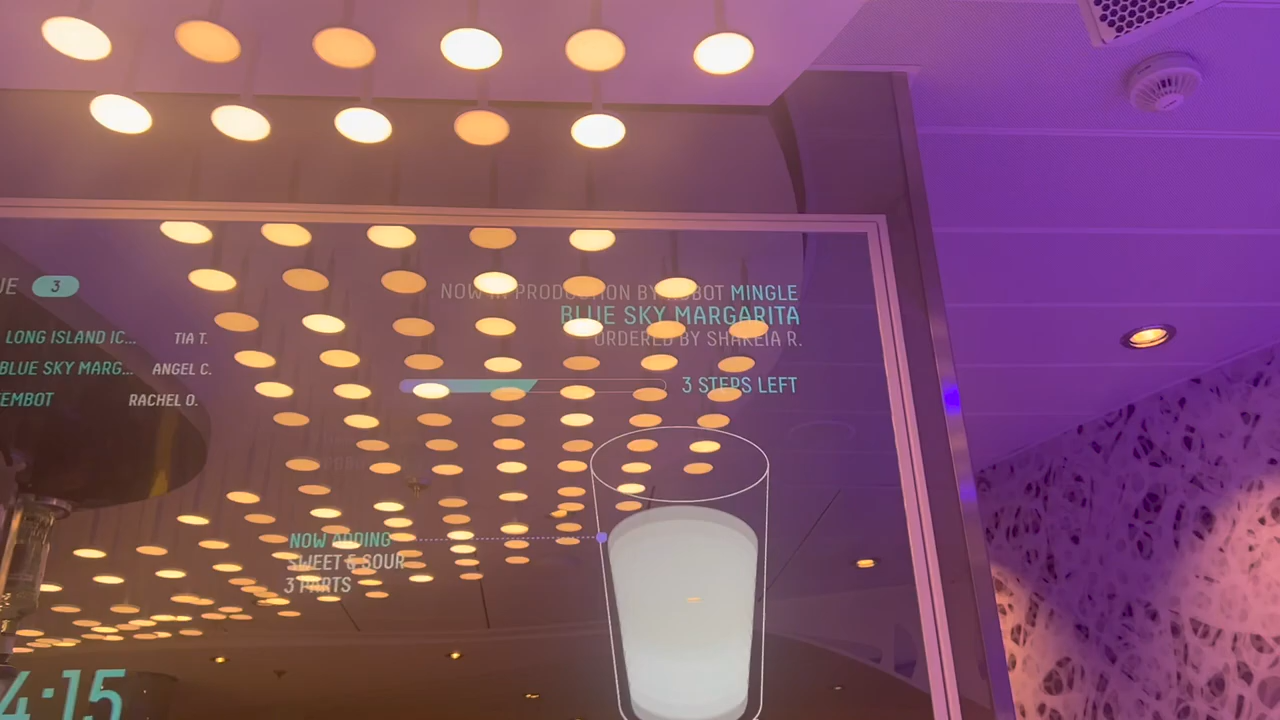 UE 3
LONG ISLAND IC... TIA T.
BLUE SKY MARG... ANGEL C.
TEMBOT RACHEL O.
NOW IN PRODUCTION BY ROBOT MINGLE
BLUE SKY MARGARITA
ORDERED BY SHAKEIA R.
3 STEPS LEFT
NOW ADDING
SWEET & SOUR
3 PARTS
4:15